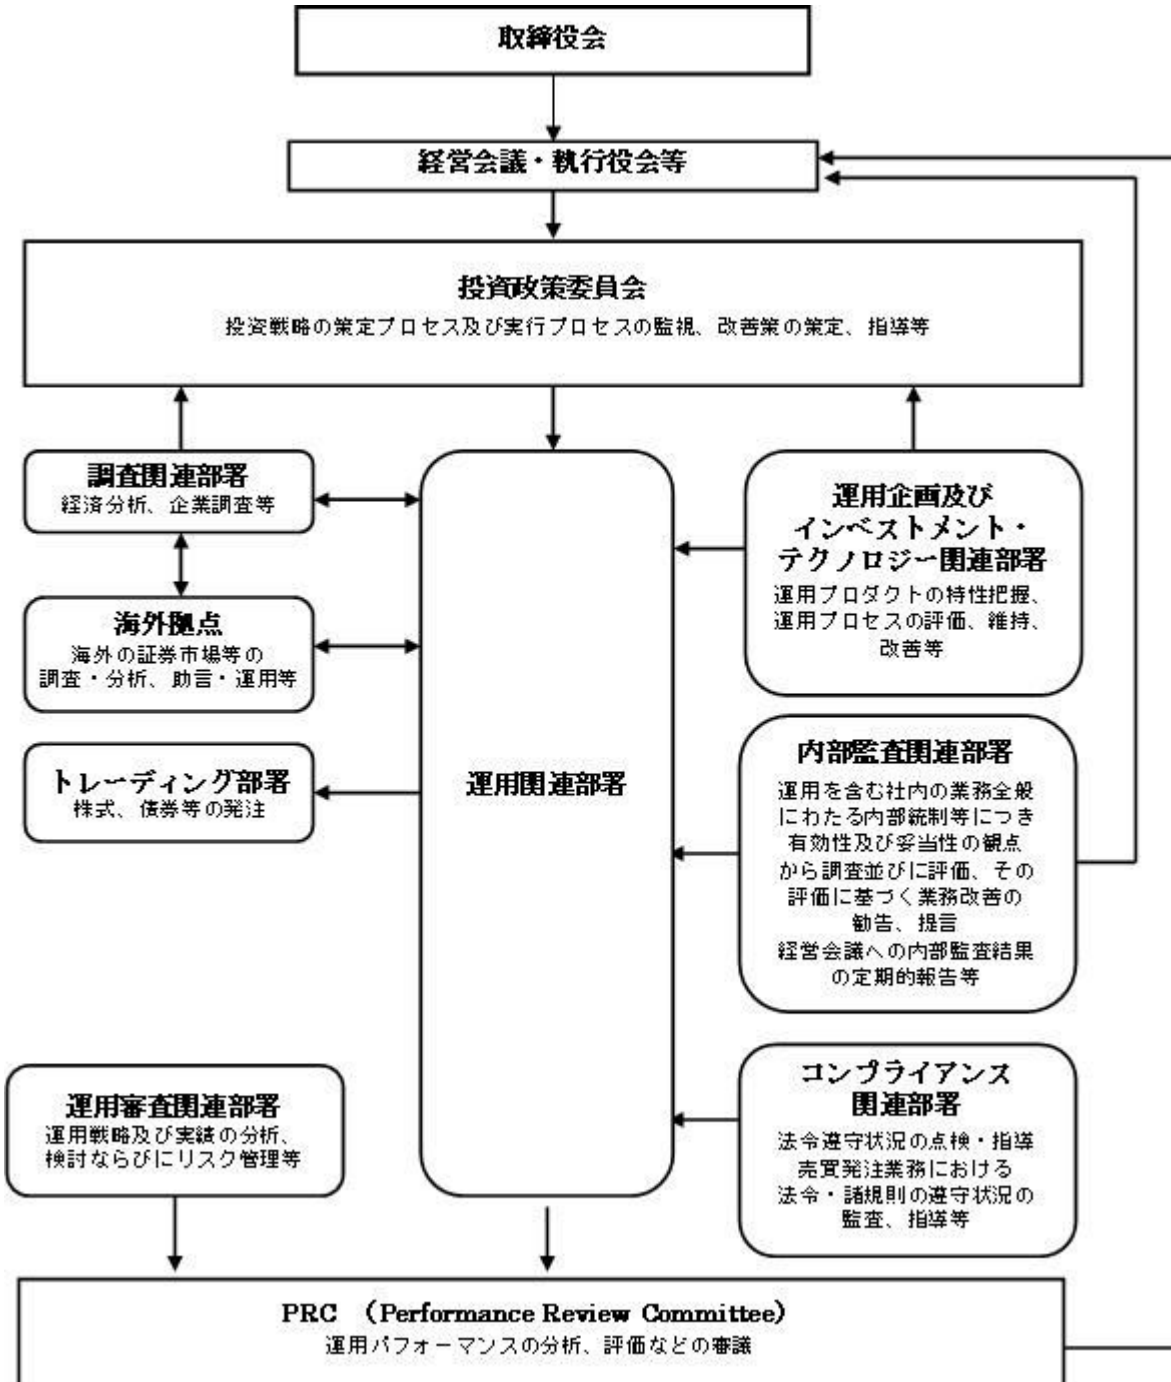 取締役会
経営会議・執行役会等
投資政策委員会
投資戦略の策定プロセス及び実行プロセスの監視、改善策の策定、指導等
調査関連部署
経済分析、企業調査等
海外拠点
海外の証券市場等の
調査・分析、助言・運用等
トレーディング部署
株式、債券等の発注
運用関連部署
運用企画及び
インベストメント・
テクノロジー関連部署
運用プロダクトの特性把握、
運用プロセスの評価、維持、
改善等
内部監査関連部署
運用を含む社内の業務全般
にわたる内部統制等につき
有効性及び妥当性の観点
から調査並びに評価、その
評価に基づく業務改善の
勧告、提言
経営会議への内部監査結果
の定期的報告等
運用審査関連部署
運用戦略及び実績の分析、
検討ならびにリスク管理等
コンプライアンス
関連部署
法令遵守状況の点検・指導
売買発注業務における
法令・諸規則の遵守状況の
監査、指導等
PRC （Performance Review Committee）
運用パフォーマンスの分析、評価などの審議